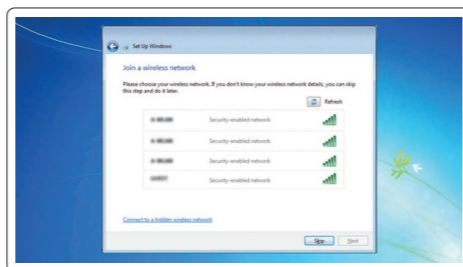 Set Up Windows
Join a wireless network
Please choose your wireless network. If you don't know your wireless network details, you can skip
this step and do it later.
Refresh
Security-enabled network
Security-enabled network
Security-enabled network
Security-enabled network
Connect to a hidden wireless network
Skip Next